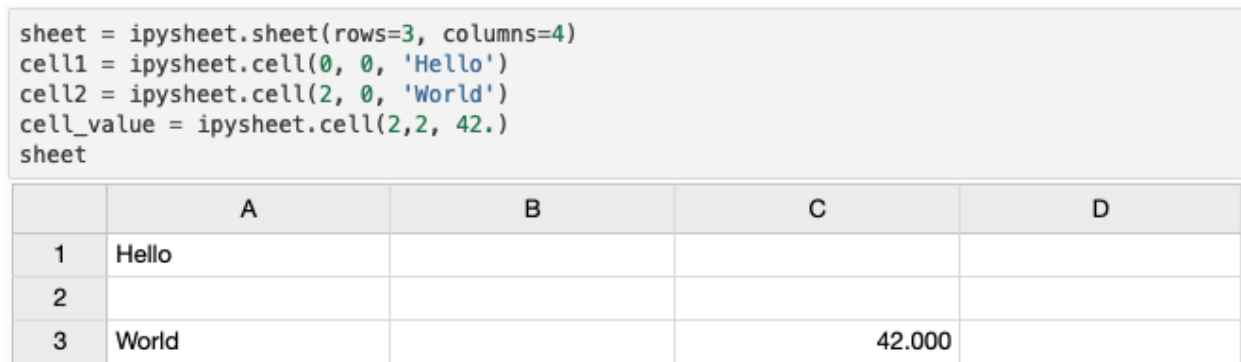 sheet = ipysheet.sheet(rows=3, columns=4)
cell1 = ipysheet.cell(0, 0, 'Hello')
cell2 = ipysheet.cell(2, 0, 'World')
cell_value = ipysheet.cell(2,2, 42.)
sheet
A B C D
1 Hello
2
3 World 42.000